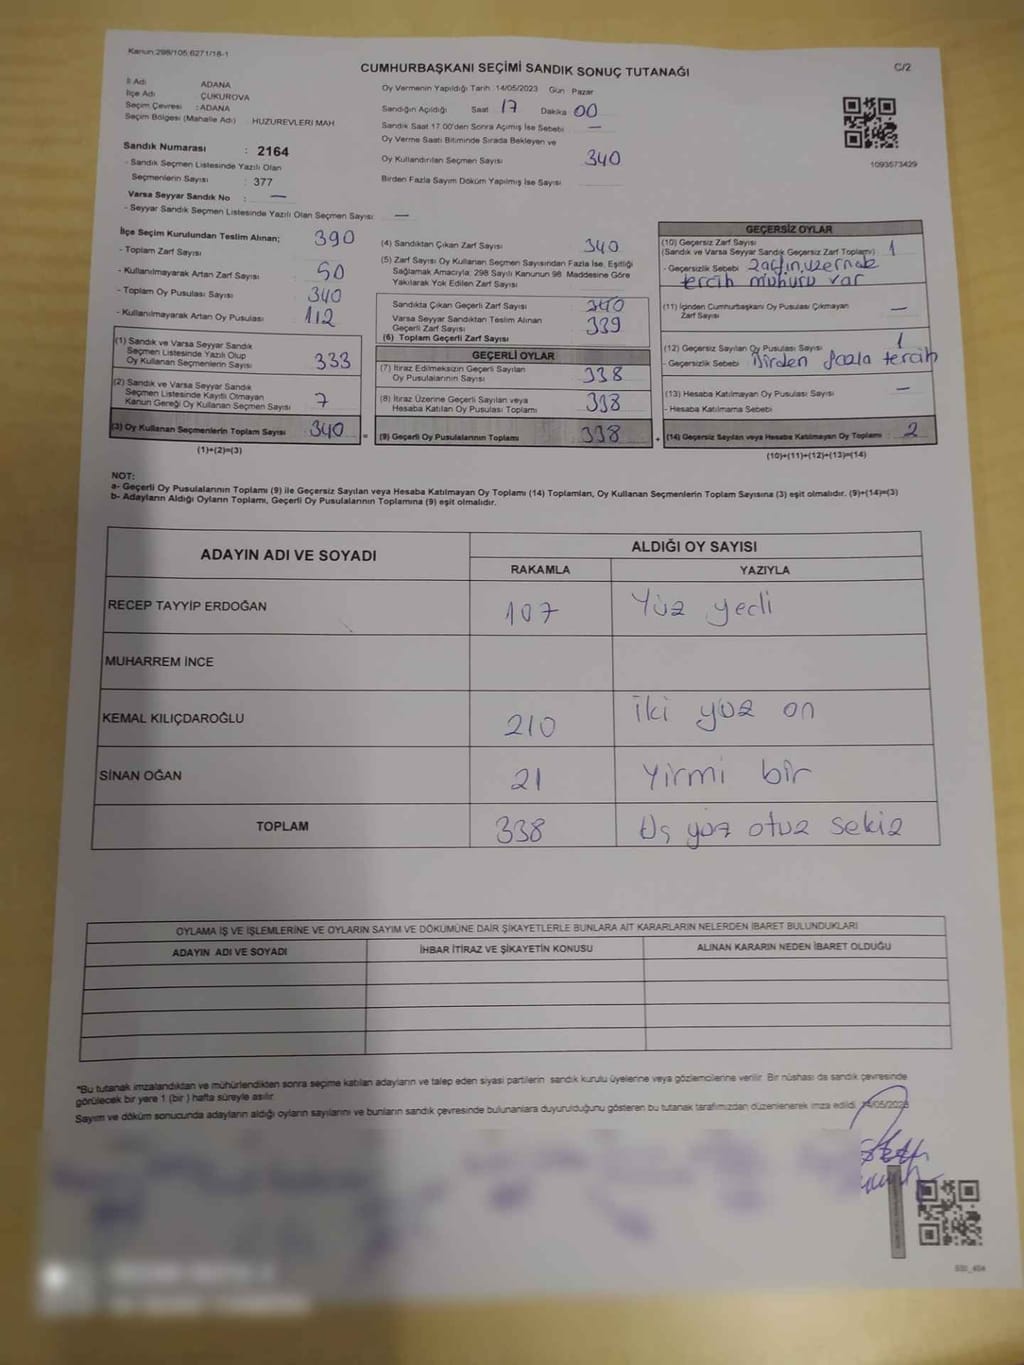 Kanun:298/105,6271/18-1
CUMHURBAŞKANI SEÇİMİ SANDIK SONUÇ TUTANAĞI
C/2
İl Adı : ADANA
İlçe Adı : ÇUKUROVA
Seçim Çevresi : ADANA
Seçim Bölgesi (Mahalle Adı) : HUZUREVLERİ MAH
Sandık Numarası : 2164
- Sandık Seçmen Listesinde Yazılı Olan
Seçmenlerin Sayısı : 377
Varsa Seyyar Sandık No : —
- Seyyar Sandık Seçmen Listesinde Yazılı Olan Seçmen Sayısı: —
Oy Vermenin Yapıldığı Tarih :14/05/2023 Gün : Pazar
Sandığın Açıldığı Saat : 17 Dakika : 00
Sandık Saat 17.00'den Sonra Açımış İse Sebebi : —
Oy Verme Saati Bitiminde Sırada Bekleyen ve
Oy Kullandırılan Seçmen Sayısı : 340
Birden Fazla Sayım Döküm Yapılmış İse Sayısı :
1093573429
İlçe Seçim Kurulundan Teslim Alınan; 390
- Toplam Zarf Sayısı :
- Kullanılmayarak Artan Zarf Sayısı : 50
- Toplam Oy Pusulası Sayısı : 340
- Kullanılmayarak Artan Oy Pusulası : 112
(1) Sandık ve Varsa Seyyar Sandık
Seçmen Listesinde Yazılı Olup
Oy Kullanan Seçmenlerin Sayısı : 333
(2) Sandık ve Varsa Seyyar Sandık
Seçmen Listesinde Kayıtlı Olmayan
Kanun Gereği Oy Kullanan Seçmen Sayısı : 7
(3) Oy Kullanan Seçmenlerin Toplam Sayısı : 340
(1)+(2)=(3)
(4) Sandıktan Çıkan Zarf Sayısı : 340
(5) Zarf Sayısı Oy Kullanan Seçmen Sayısından Fazla İse, Eşitliği
Sağlamak Amacıyla; 298 Sayılı Kanunun 98. Maddesine Göre
Yakılarak Yok Edilen Zarf Sayısı :
Sandıkta Çıkan Geçerli Zarf Sayısı : 340
Varsa Seyyar Sandıktan Teslim Alınan
Geçerli Zarf Sayısı : 339
(6) Toplam Geçerli Zarf Sayısı :
GEÇERLİ OYLAR
(7) İtiraz Edilmeksizin Geçerli Sayılan
Oy Pusulalarının Sayısı : 338
(8) İtiraz Üzerine Geçerli Sayılan veya
Hesaba Katılan Oy Pusulası Toplamı : 338
= (9) Geçerli Oy Pusulalarının Toplamı : 338
GEÇERSİZ OYLAR
(10) Geçersiz Zarf Sayısı
(Sandık ve Varsa Seyyar Sandık Geçersiz Zarf Toplamı) : 1
- Geçersizlik Sebebi : zarfın üzerinde
tercih mühürü var
(11) İçinden Cumhurbaşkanı Oy Pusulası Çıkmayan
Zarf Sayısı : —
(12) Geçersiz Sayılan Oy Pusulası Sayısı : 1
- Geçersizlik Sebebi : Birden fazla tercih
(13) Hesaba Katılmayan Oy Pusulası Sayısı : —
- Hesaba Katılmama Sebebi :
+ (14) Geçersiz Sayılan veya Hesaba Katılmayan Oy Toplamı : 2
(10)+(11)+(12)+(13)=(14)
NOT:
a- Geçerli Oy Pusulalarının Toplamı (9) ile Geçersiz Sayılan veya Hesaba Katılmayan Oy Toplamı (14) Toplamları, Oy Kullanan Seçmenlerin Toplam Sayısına (3) eşit olmalıdır. (9)+(14)=(3)
b- Adayların Aldığı Oyların Toplamı, Geçerli Oy Pusulalarının Toplamına (9) eşit olmalıdır.
ADAYIN ADI VE SOYADI
ALDIĞI OY SAYISI
RAKAMLA YAZIYLA
RECEP TAYYİP ERDOĞAN 107 Yüz yedi
MUHARREM İNCE
KEMAL KILIÇDAROĞLU 210 İki yüz on
SİNAN OĞAN 21 Yirmi bir
TOPLAM 338 Üç yüz otuz sekiz
OYLAMA İŞ VE İŞLEMLERİNE VE OYLARIN SAYIM VE DÖKÜMÜNE DAİR ŞİKAYETLERLE BUNLARA AİT KARARLARIN NELERDEN İBARET BULUNDUKLARI
ADAYIN ADI VE SOYADI İHBAR İTİRAZ VE ŞİKAYETİN KONUSU ALINAN KARARIN NEDEN İBARET OLDUĞU
*Bu tutanak imzalandıktan ve mühürlendikten sonra seçime katılan adayların ve talep eden siyasi partilerin sandık kurulu üyelerine veya gözlemcilerine verilir. Bir nüshası da sandık çevresinde
görülecek bir yere 1 (bir ) hafta süreyle asılır.
Sayım ve döküm sonucunda adayların aldığı oyların sayılarını ve bunların sandık çevresinde bulunanlara duyurulduğunu gösteren bu tutanak tarafımızdan düzenlenerek imza edildi. 14/05/2023